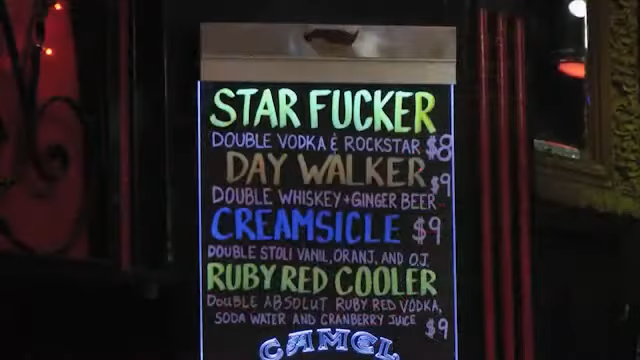 STAR FUCKER
DOUBLE VODKA & ROCKSTAR $8
DAY WALKER $9
DOUBLE WHISKEY + GINGER BEER
CREAMSICLE $9
DOUBLE STOLI VANIL, ORANJ, AND O.J.
RUBY RED COOLER
DOUBLE ABSOLUT RUBY RED VODKA,
SODA WATER AND CRANBERRY JUICE $9
CAMEL